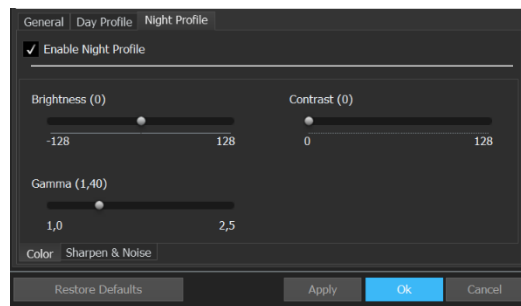 General Day Profile Night Profile
Enable Night Profile
Brightness (0) Contrast (0)
-128 128 0 128
Gamma (1,40)
1,0 2,5
Color Sharpen & Noise
Restore Defaults Apply Ok Cancel